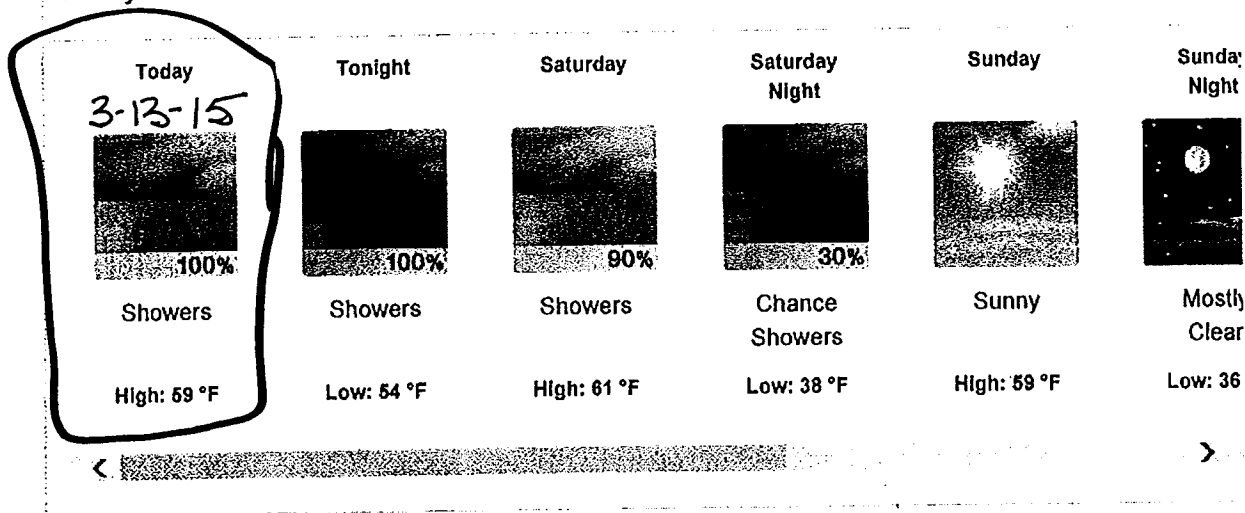 Today
3-13-15
100%
Showers
High: 59 °F
Tonight
100%
Showers
Low: 54 °F
Saturday
90%
Showers
High: 61 °F
Saturday
Night
30%
Chance
Showers
Low: 38 °F
Sunday
Sunny
High: 59 °F
Sunday
Night
Mostly
Clear
Low: 36